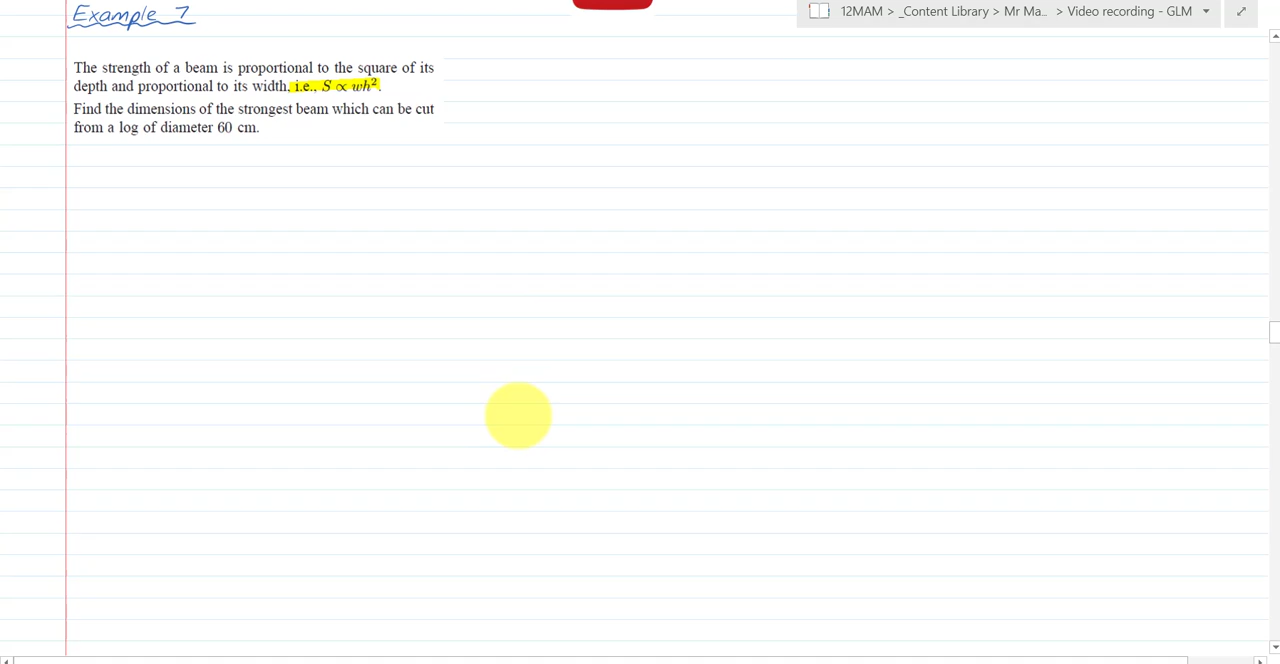 Example 7
12MAM > _Content Library > Mr Ma... > Video recording - GLM
The strength of a beam is proportional to the square of its
depth and proportional to its width, i.e., S ∝ wh².
Find the dimensions of the strongest beam which can be cut
from a log of diameter 60 cm.